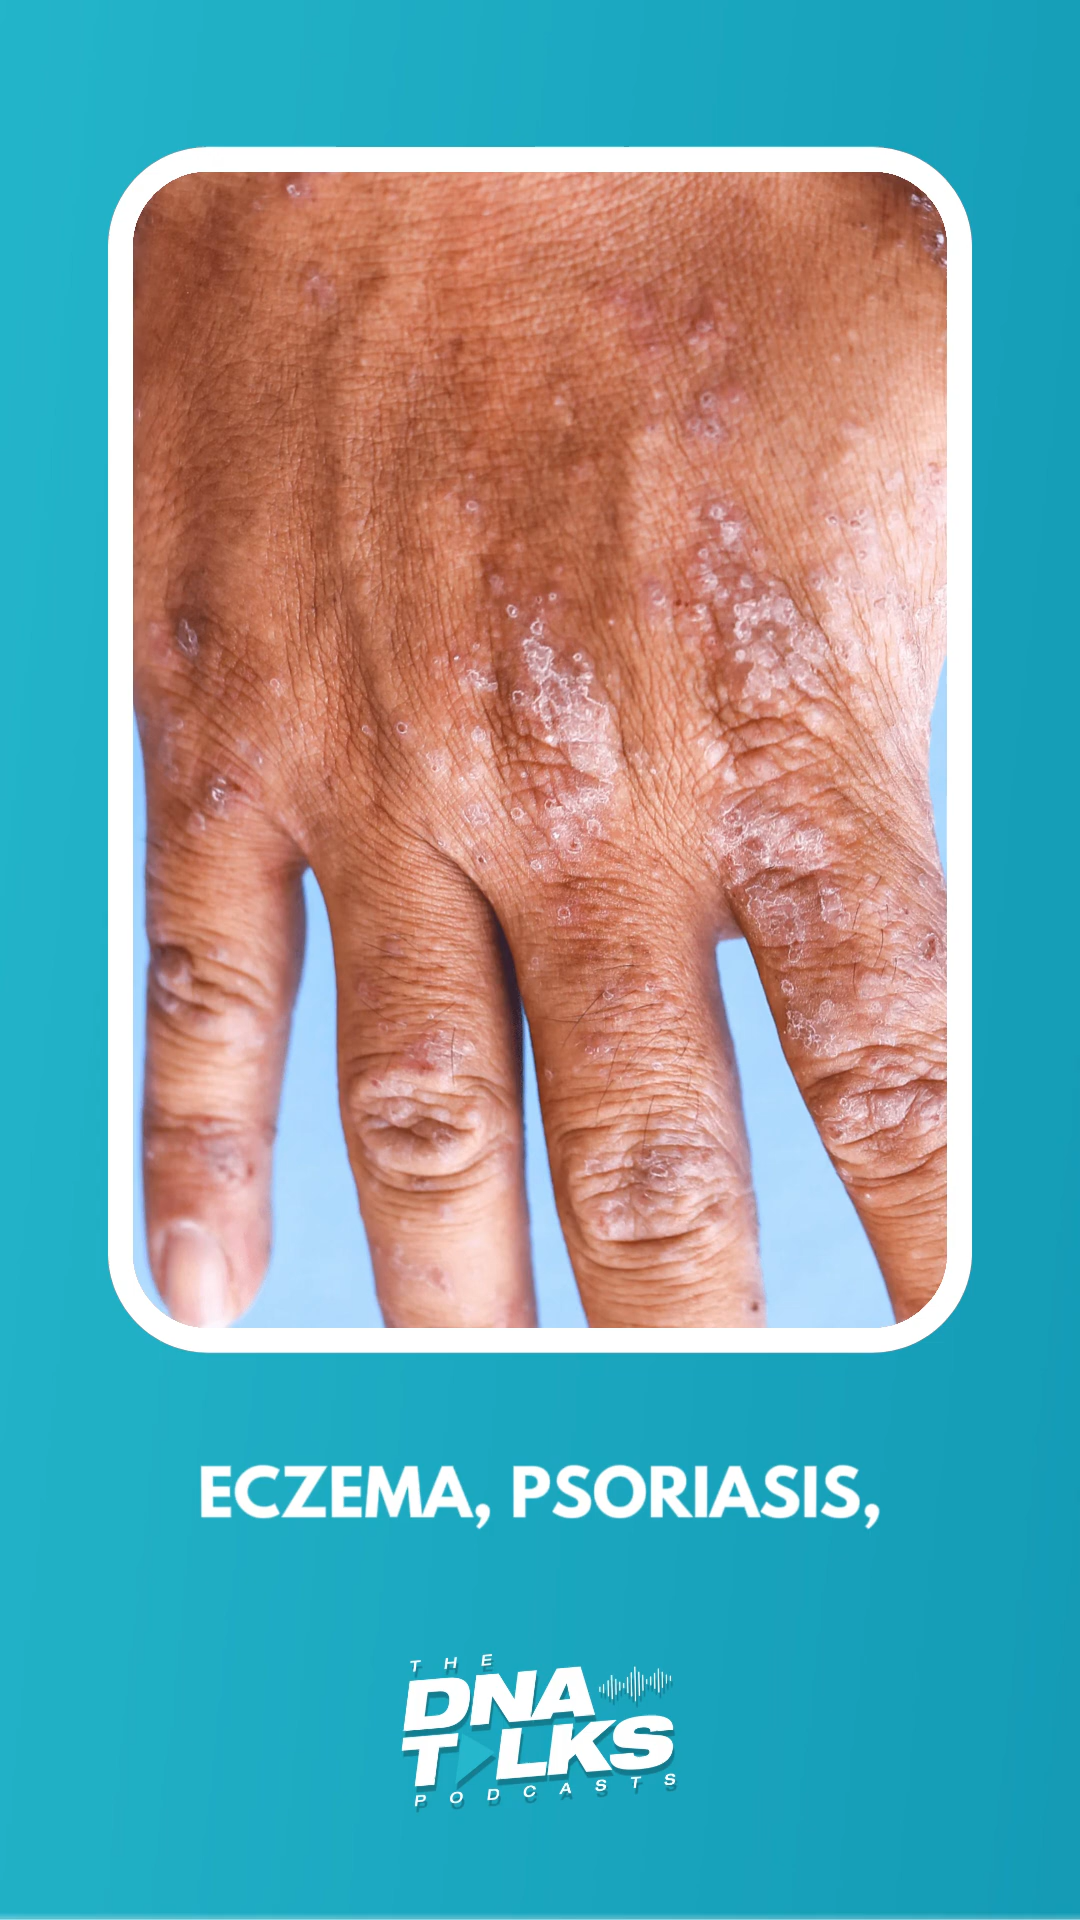 ECZEMA, PSORIASIS,
THE
DNA
TALKS
PODCASTS